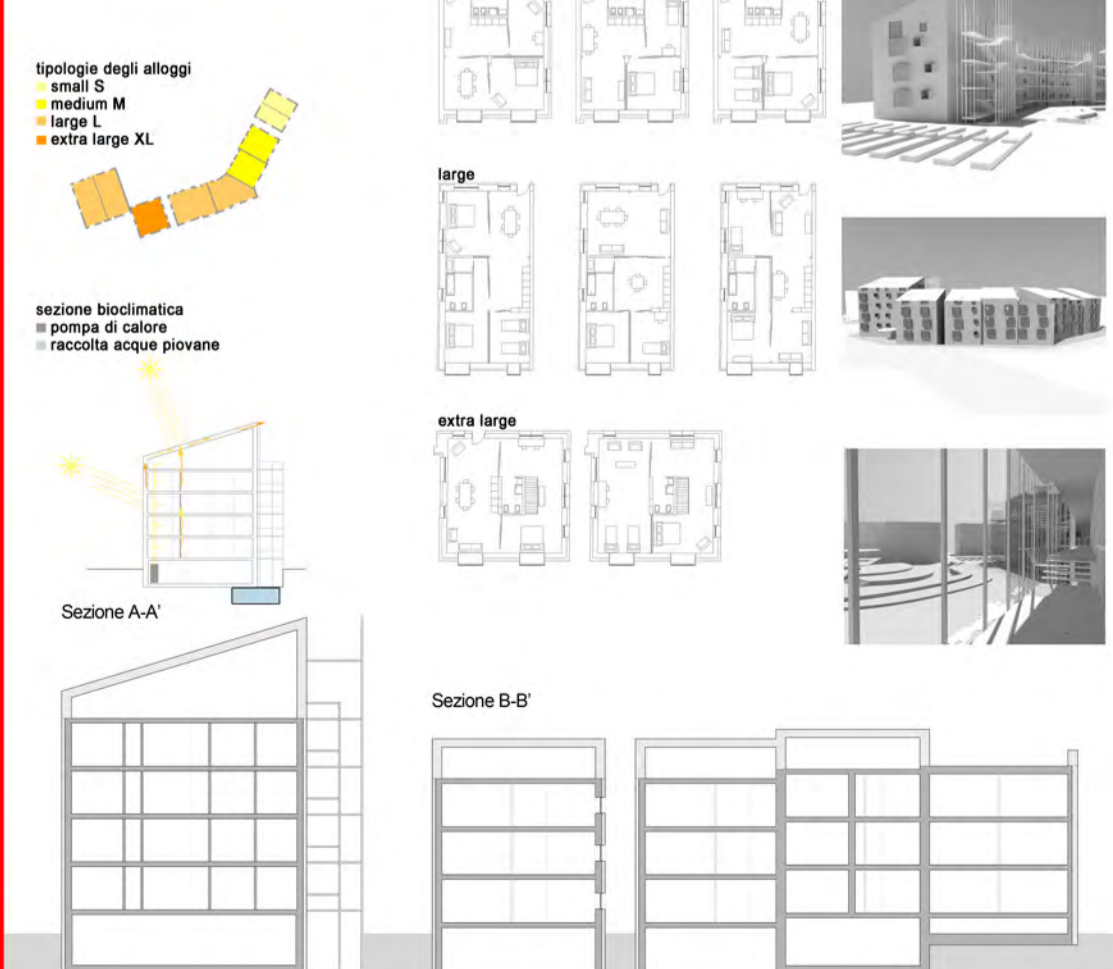 tipologie degli alloggi
small S
medium M
large L
extra large XL
large
sezione bioclimatica
pompa di calore
raccolta acque piovane
extra large
Sezione A-A'
Sezione B-B'